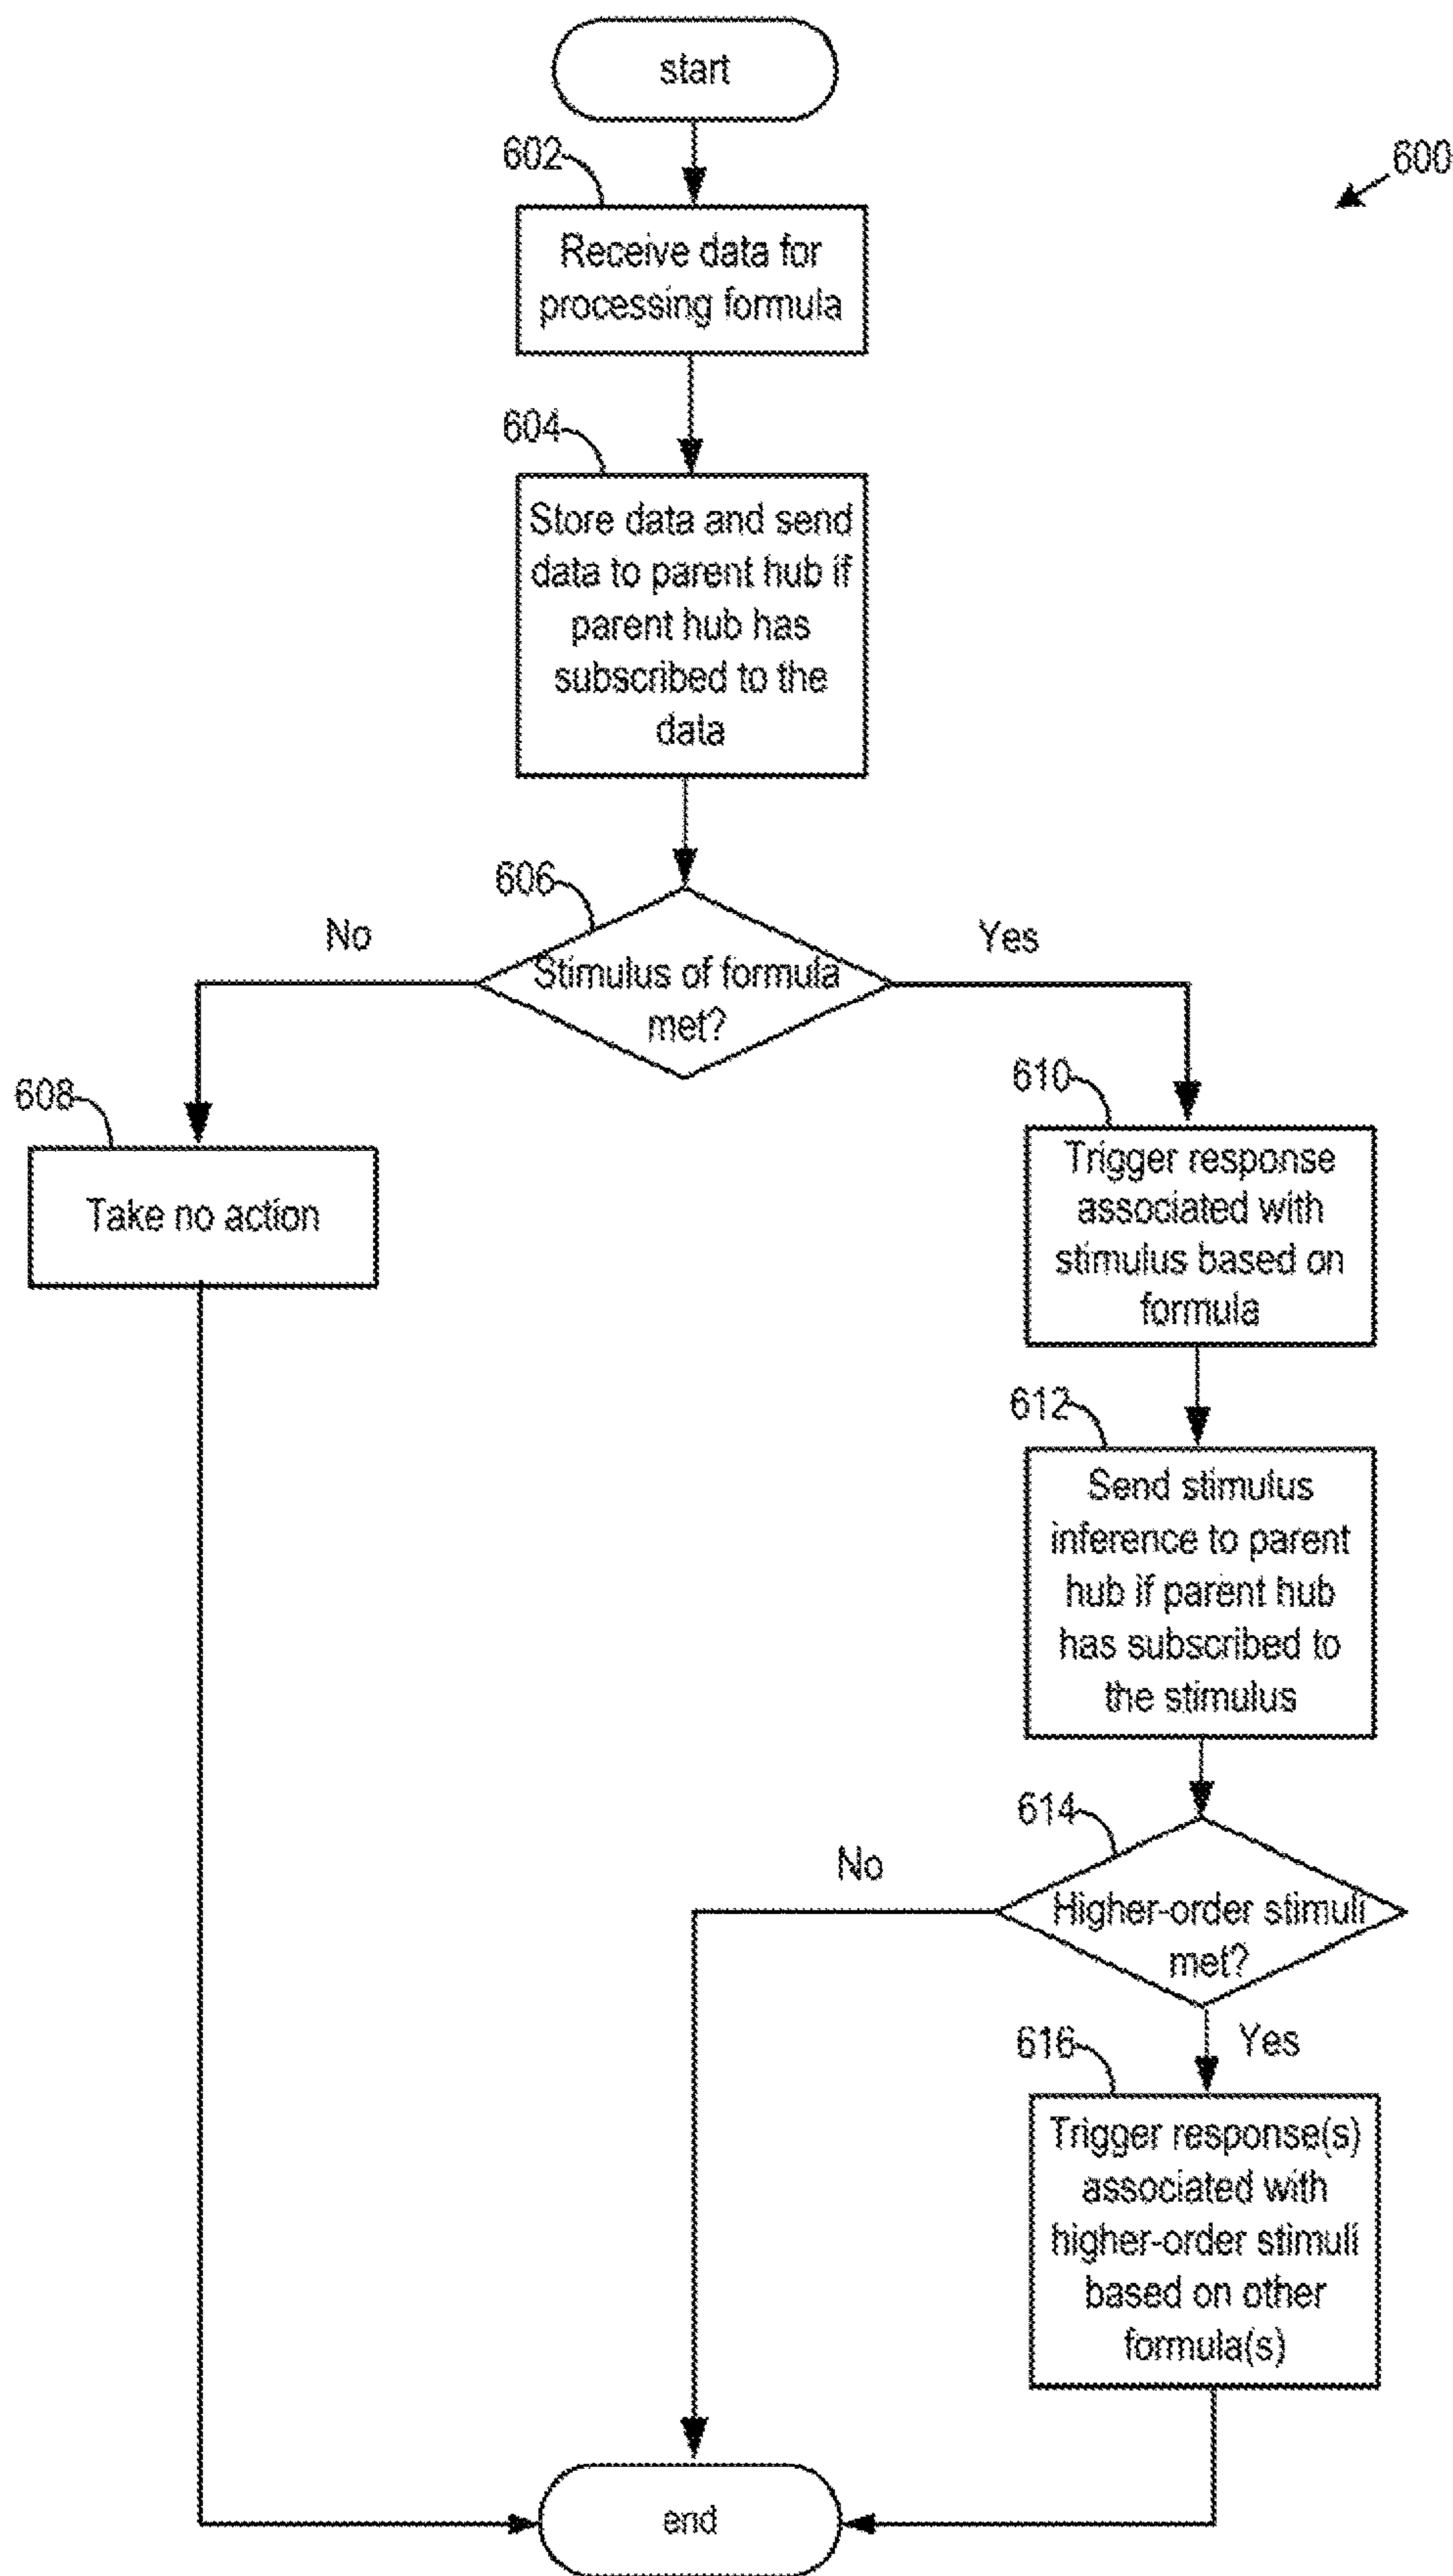 start
602
600
Receive data for
processing formula
604
Store data and send
data to parent hub if
parent hub has
subscribed to the
data
606
No
Yes
Stimulus of formula
met?
608
Take no action
610
Trigger response
associated with
stimulus based on
formula
612
Send stimulus
inference to parent
hub if parent hub
has subscribed to
the stimulus
614
No
Higher-order stimuli
met?
Yes
616
Trigger response(s)
associated with
higher-order stimuli
based on other
formula(s)
end